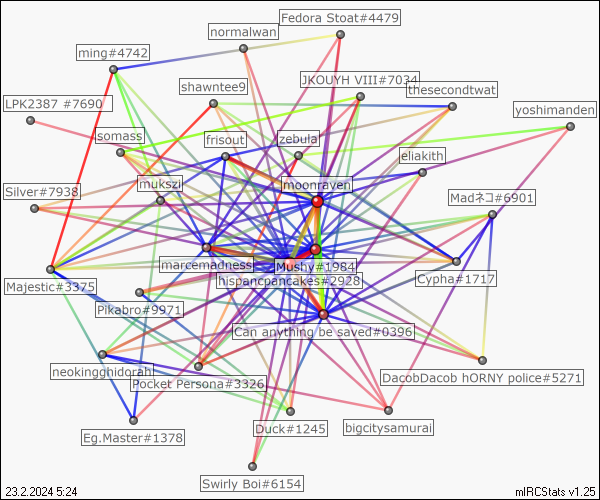 Fedora Stoat#4479
normalwan
ming#4742
JKOUYH VIII#7034
shawntee9
thesecondtwat
LPK2387 #7690
yoshimanden
somass
frisout
zebula
eliakith
mukszi
moonraven
Silver#7938
Madネコ#6901
marcemadness
Mushy#1984
hispancpancakes#2928
Cypha#1717
Majestic#3375
Pikabro#9971
Can anything be saved#0396
neokingghidorah
Pocket Persona#3326
DacobDacob hORNY police#5271
Eg.Master#1378
Duck#1245
bigcitysamurai
Swirly Boi#6154
23.2.2024 5:24
mIRCStats v1.25